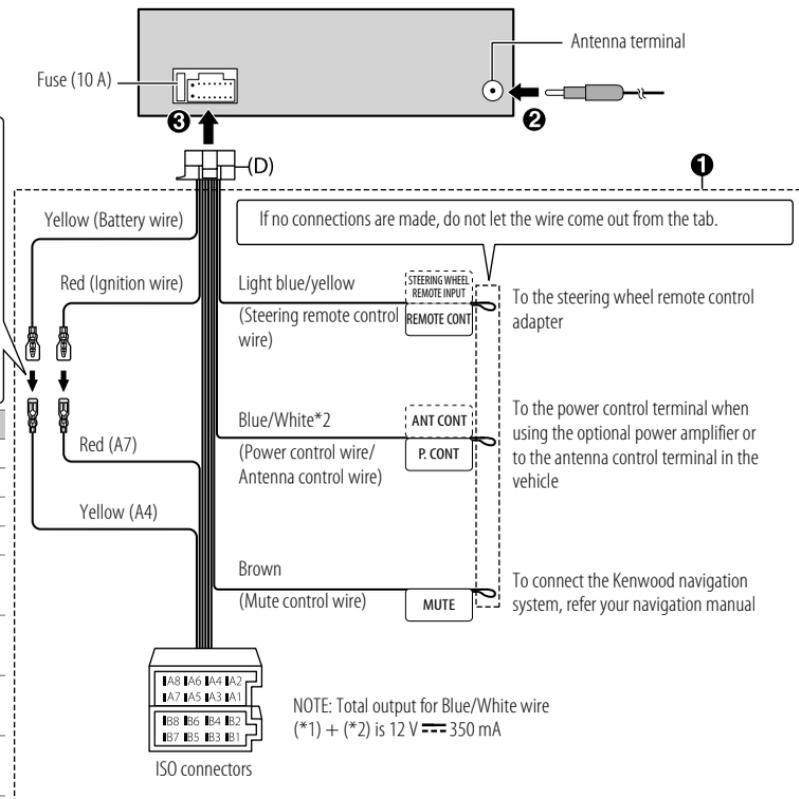 Antenna terminal
Fuse (10 A)
❸
❷
(D)
❶
Yellow (Battery wire)
If no connections are made, do not let the wire come out from the tab.
Red (Ignition wire)
Light blue/yellow
(Steering remote control
wire)
STEERING WHEEL
REMOTE INPUT
REMOTE CONT
To the steering wheel remote control
adapter
Blue/White*2
(Power control wire/
Antenna control wire)
ANT CONT
P. CONT
To the power control terminal when
using the optional power amplifier or
to the antenna control terminal in the
vehicle
Red (A7)
Yellow (A4)
Brown
(Mute control wire)
MUTE
To connect the Kenwood navigation
system, refer your navigation manual
A8 A6 A4 A2
A7 A5 A3 A1
B8 B6 B4 B2
B7 B5 B3 B1
ISO connectors
NOTE: Total output for Blue/White wire
(*1) + (*2) is 12 V ⎓ 350 mA